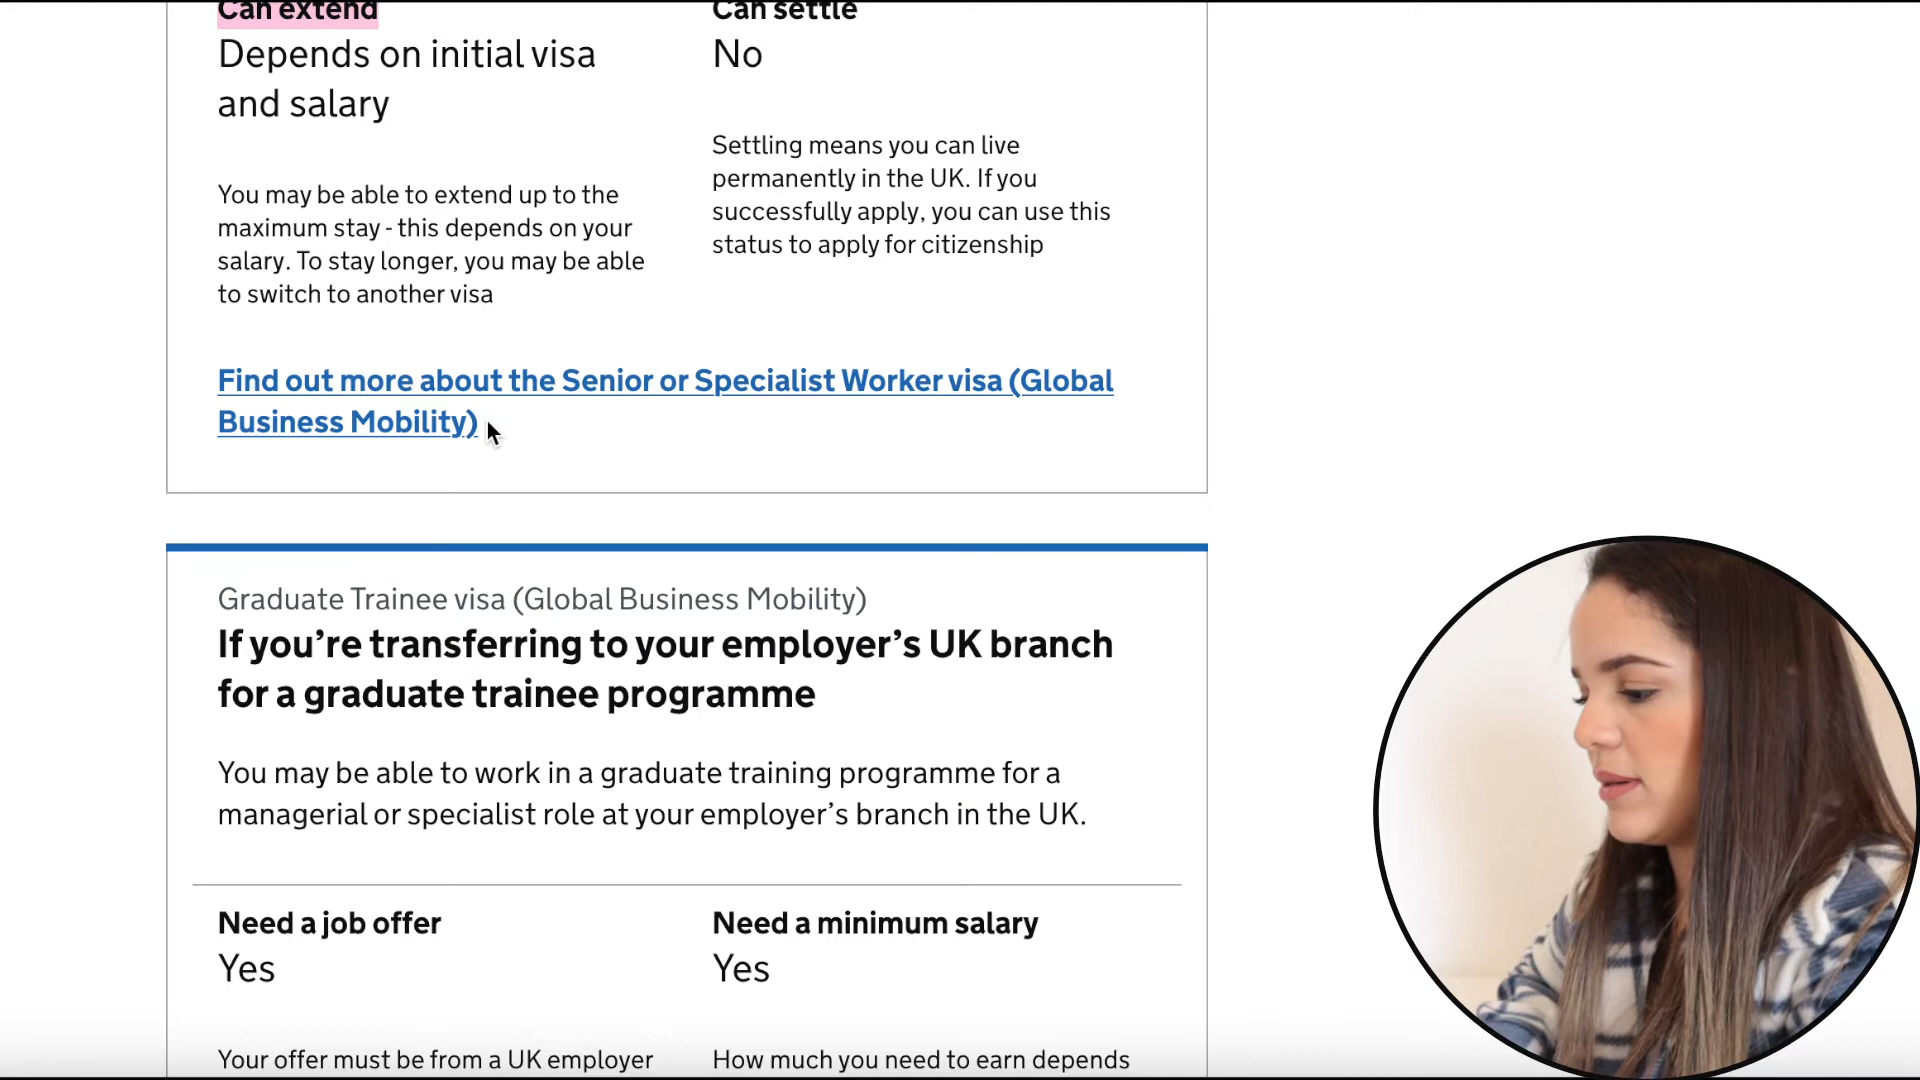 Can extend
Depends on initial visa
and salary
You may be able to extend up to the
maximum stay - this depends on your
salary. To stay longer, you may be able
to switch to another visa
Can settle
No
Settling means you can live
permanently in the UK. If you
successfully apply, you can use this
status to apply for citizenship
Find out more about the Senior or Specialist Worker visa (Global
Business Mobility)
Graduate Trainee visa (Global Business Mobility)
If you’re transferring to your employer’s UK branch
for a graduate trainee programme
You may be able to work in a graduate training programme for a
managerial or specialist role at your employer’s branch in the UK.
Need a job offer
Yes
Your offer must be from a UK employer
Need a minimum salary
Yes
How much you need to earn depends